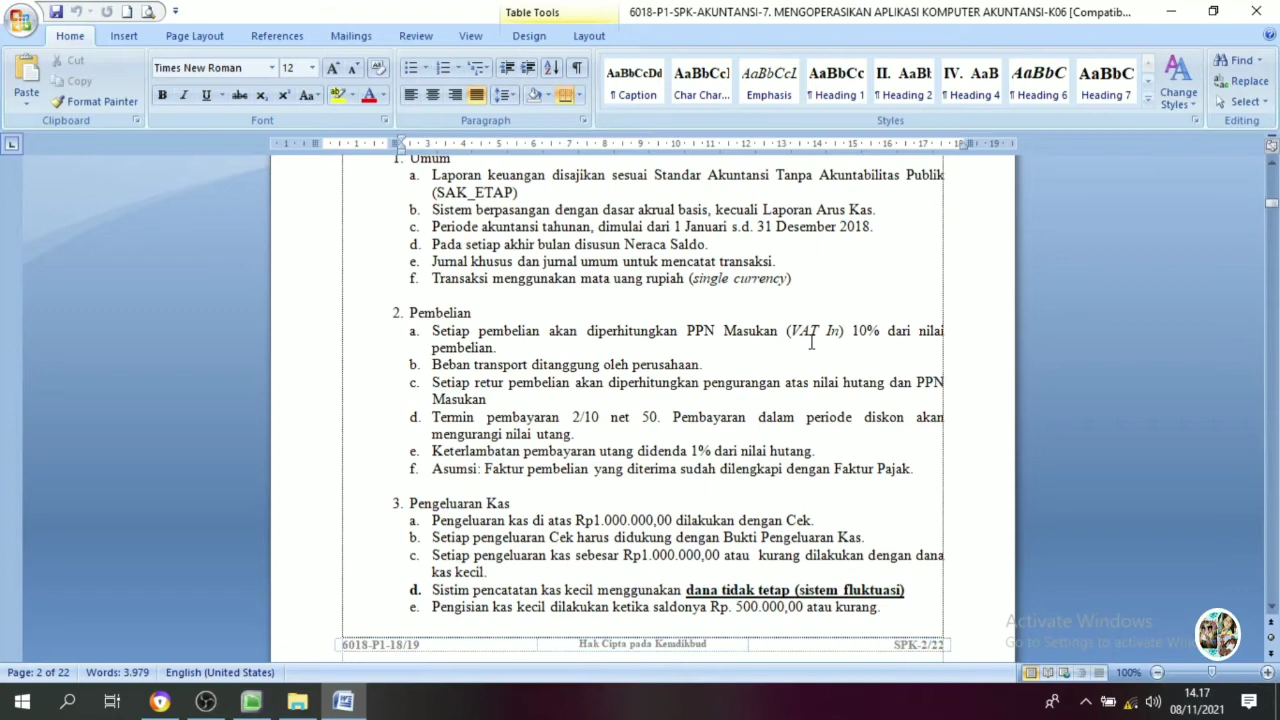 Table Tools
6018-P1-SPK-AKUNTANSI-7. MENGOPERASIKAN APLIKASI KOMPUTER AKUNTANSI-K06 [Compatib...
Home Insert Page Layout References Mailings Review View Design Layout
Paste
Cut
Copy
Format Painter
Clipboard
Times New Roman 12
Font
Paragraph
AaBbCcDd AaBbCcl AaBbCcL AaBbCc II. AaBb IV. AaB AaBbC AaBbC
¶ Caption Char Char... Emphasis ¶ Heading 1 ¶ Heading 2 ¶ Heading 4 ¶ Heading 6 Heading 7
Change Styles
Styles
Find
Replace
Select
Editing
1. Umum
a. Laporan keuangan disajikan sesuai Standar Akuntansi Tanpa Akuntabilitas Publik
(SAK_ETAP)
b. Sistem berpasangan dengan dasar akrual basis, kecuali Laporan Arus Kas.
c. Periode akuntansi tahunan, dimulai dari 1 Januari s.d. 31 Desember 2018.
d. Pada setiap akhir bulan disusun Neraca Saldo.
e. Jurnal khusus dan jurnal umum untuk mencatat transaksi.
f. Transaksi menggunakan mata uang rupiah (single currency)
2. Pembelian
a. Setiap pembelian akan diperhitungkan PPN Masukan (VAT In) 10% dari nilai
pembelian.
b. Beban transport ditanggung oleh perusahaan.
c. Setiap retur pembelian akan diperhitungkan pengurangan atas nilai hutang dan PPN
Masukan
d. Termin pembayaran 2/10 net 50. Pembayaran dalam periode diskon akan
mengurangi nilai utang.
e. Keterlambatan pembayaran utang didenda 1% dari nilai hutang.
f. Asumsi: Faktur pembelian yang diterima sudah dilengkapi dengan Faktur Pajak.
3. Pengeluaran Kas
a. Pengeluaran kas di atas Rp1.000.000,00 dilakukan dengan Cek.
b. Setiap pengeluaran Cek harus didukung dengan Bukti Pengeluaran Kas.
c. Setiap pengeluaran kas sebesar Rp1.000.000,00 atau kurang dilakukan dengan dana
kas kecil.
d. Sistim pencatatan kas kecil menggunakan dana tidak tetap (sistem fluktuasi)
e. Pengisian kas kecil dilakukan ketika saldonya Rp. 500.000,00 atau kurang.
6018-P1-18/19 Hak Cipta pada Kemdikbud SPK-2/22
Activate Windows
Go to settings to activate Win
Page: 2 of 22 Words: 3.979 English (United States) 100%
14.17
08/11/2021